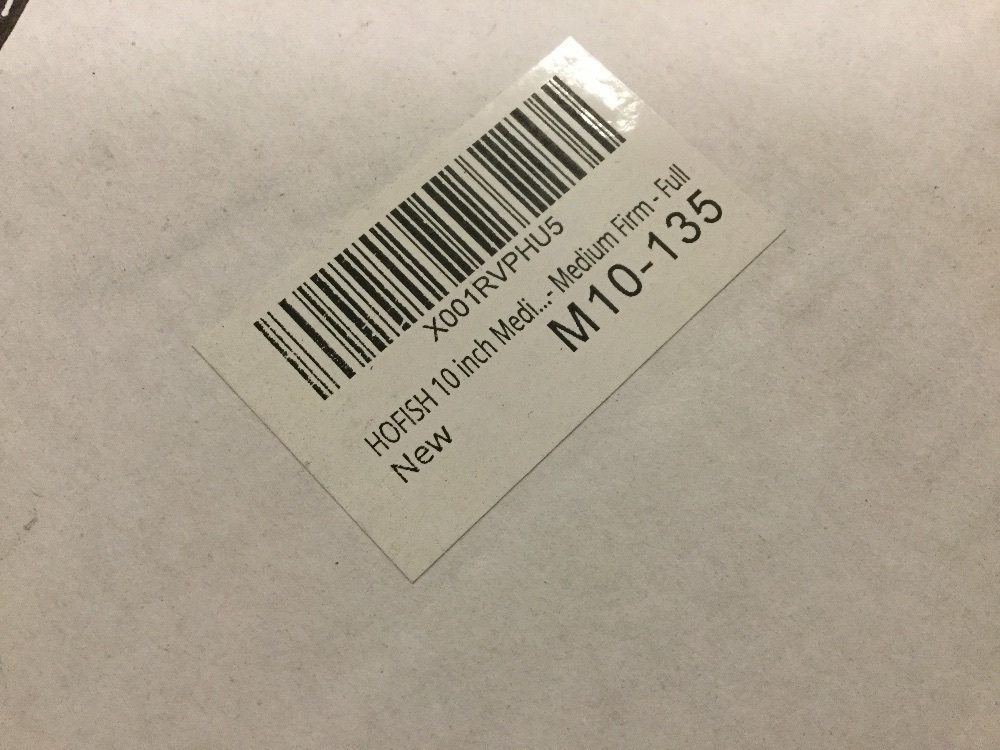 X001RVPHU5
HOFISH 10 inch Medi...- Medium Firm - Full
New
M10-135